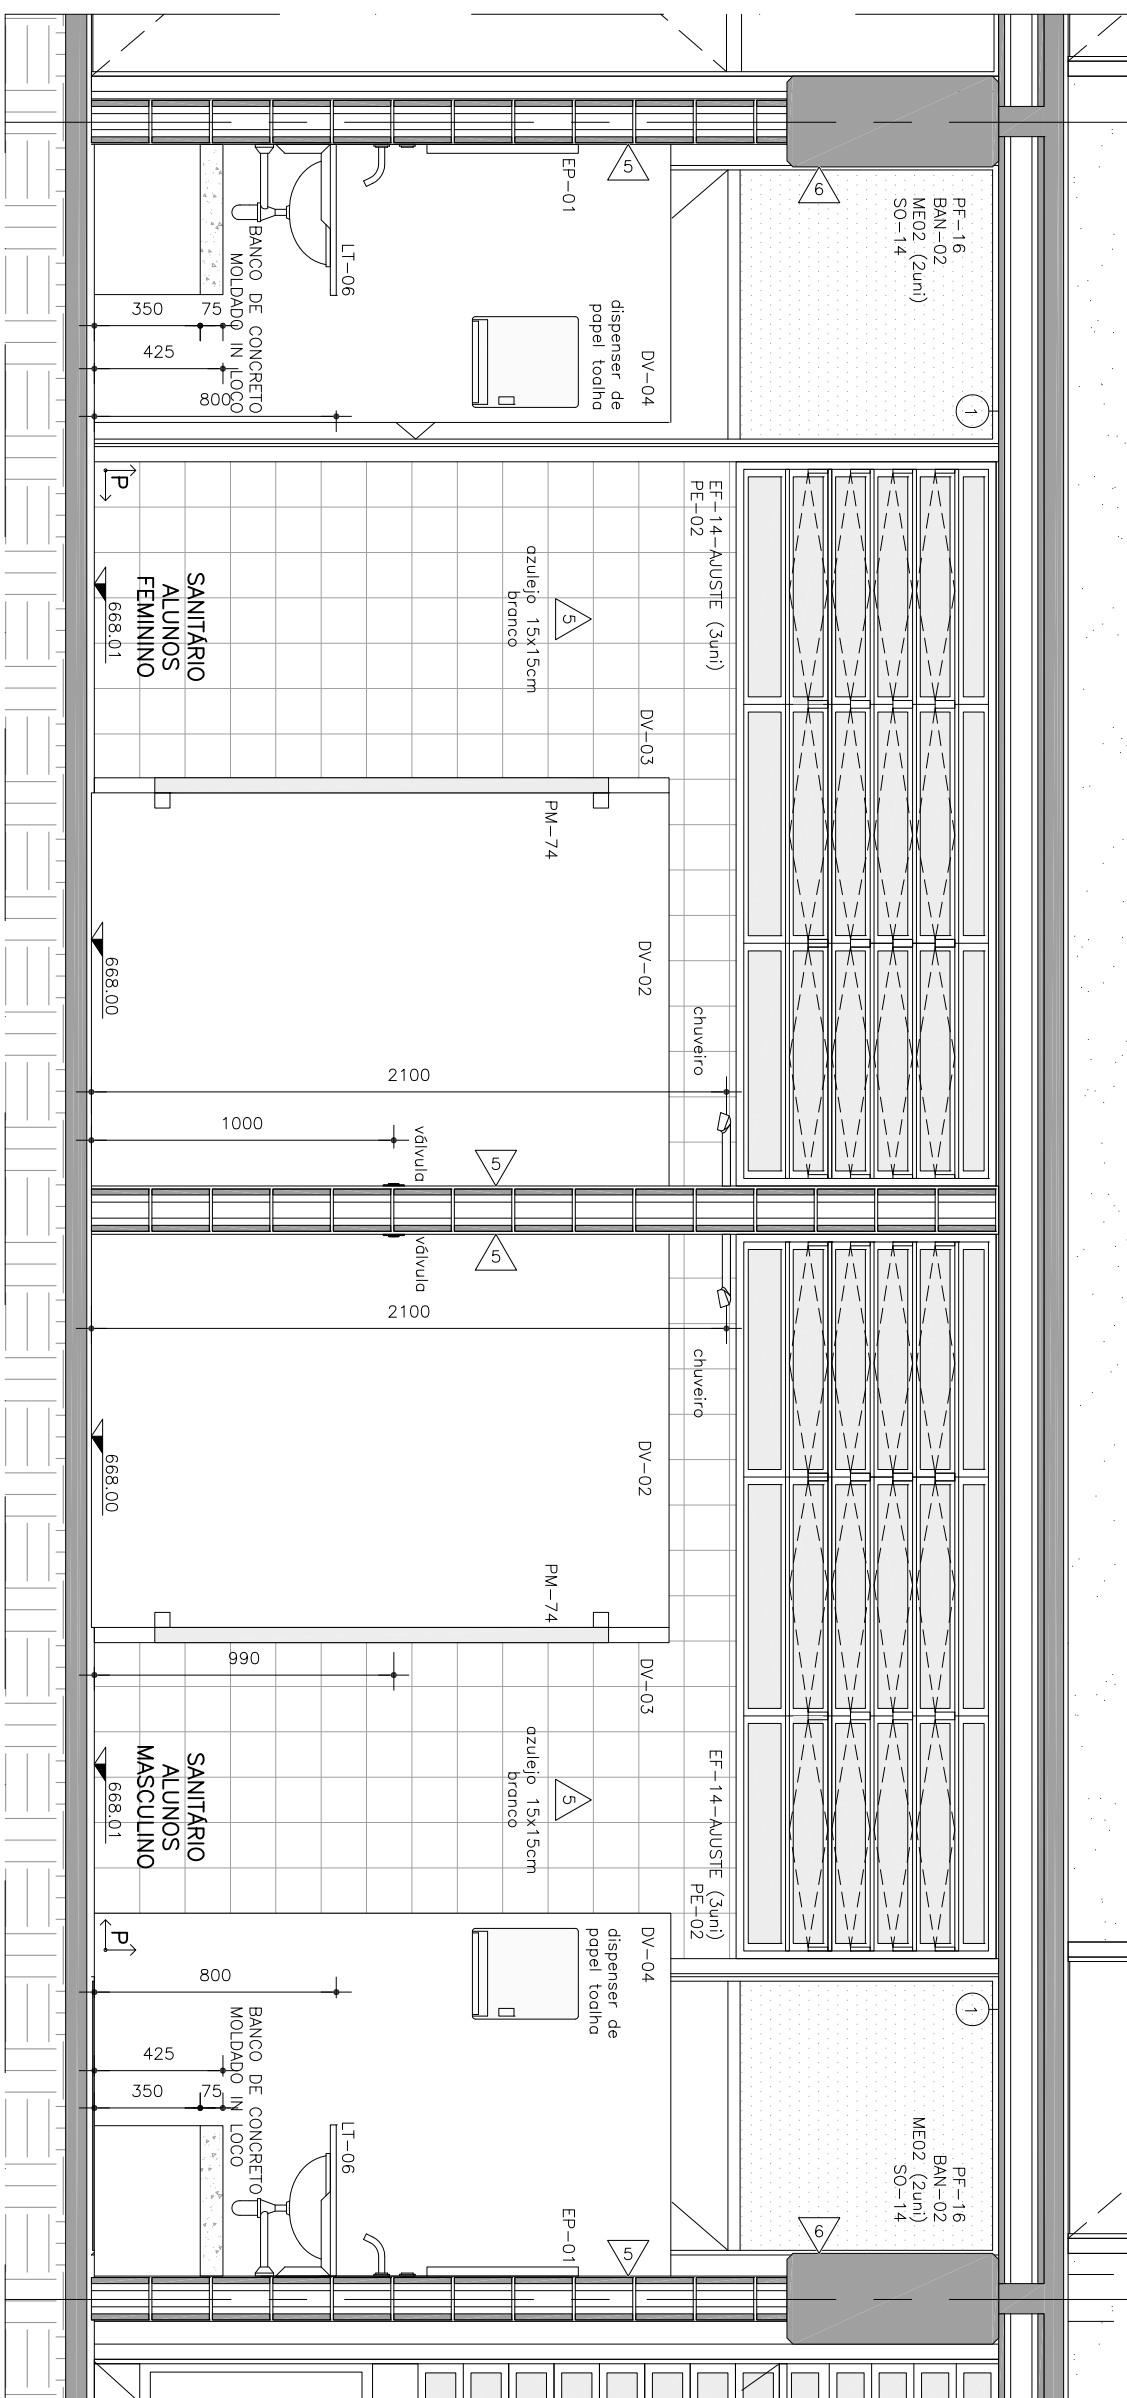 PF-16
BAN-02
ME02 (2uni)
SO-14
6
5
EP-01
LT-06
BANCO DE CONCRETO
MOLDADO IN LOCO
350
75
425
800
dispenser de
papel toalha
DV-04
1
P
EF-14-AJUSTE (3uni)
PE-02
azulejo 15x15cm
branco
5
SANITÁRIO
ALUNOS
FEMININO
668.01
DV-03
PM-74
DV-02
668.00
chuveiro
2100
1000
válvula
5
5
válvula
2100
chuveiro
DV-02
668.00
PM-74
990
DV-03
azulejo 15x15cm
branco
5
EF-14-AJUSTE (3uni)
PE-02
SANITÁRIO
ALUNOS
MASCULINO
668.01
P
DV-04
dispenser de
papel toalha
1
800
425
350
75
BANCO DE CONCRETO
MOLDADO IN LOCO
LT-06
EP-01
5
6
PF-16
BAN-02
ME02 (2uni)
SO-14